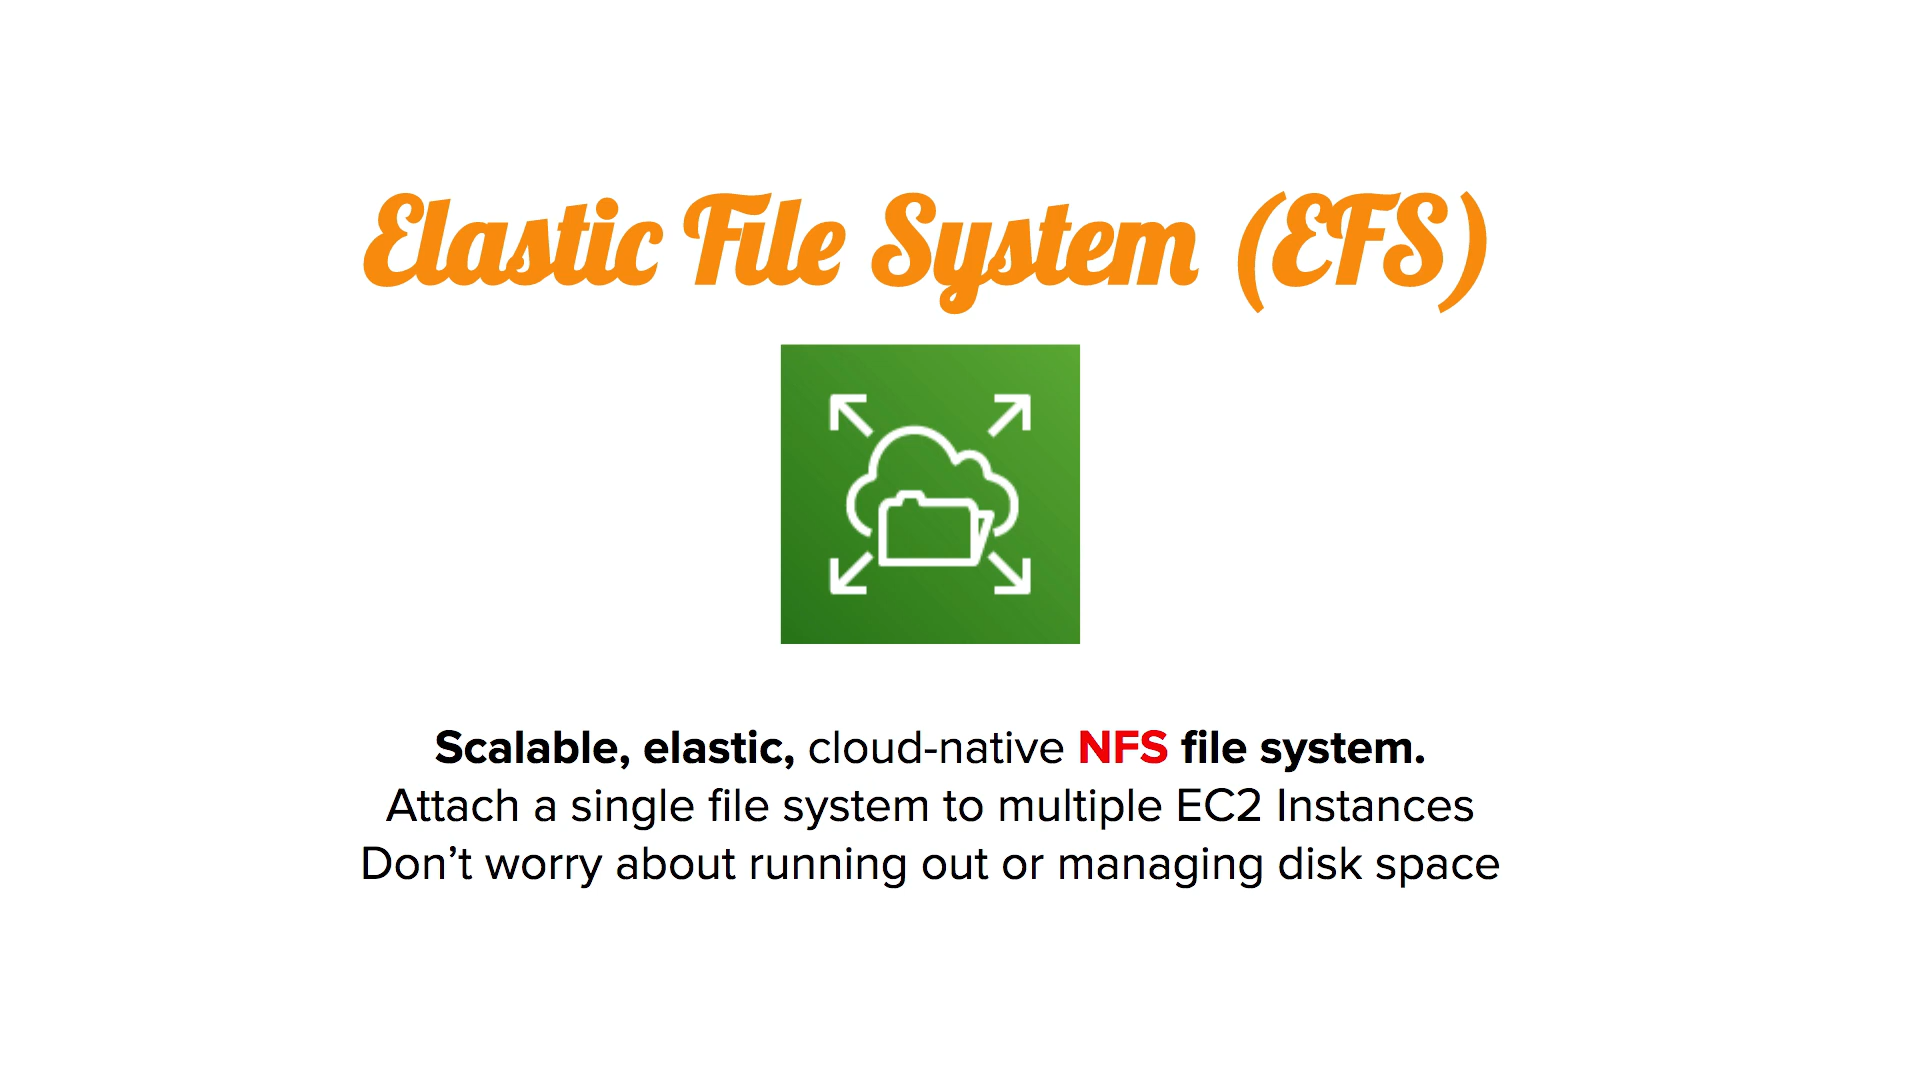 Elastic File System (EFS)
Scalable, elastic, cloud-native NFS file system.
Attach a single file system to multiple EC2 Instances
Don’t worry about running out or managing disk space